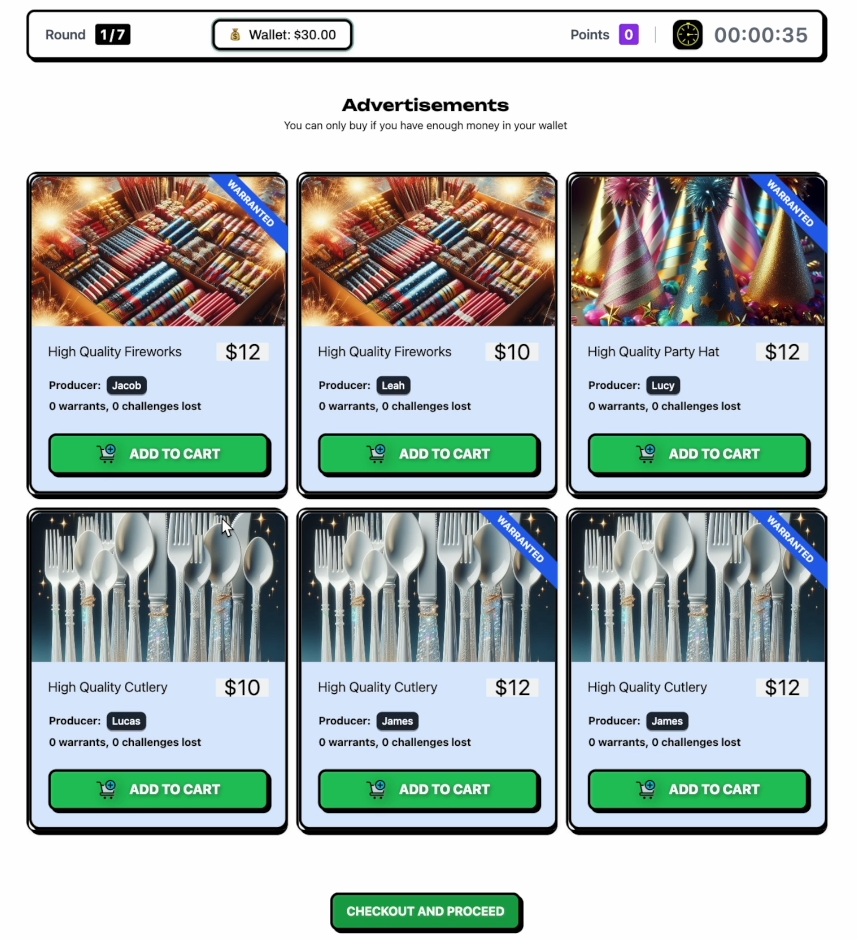 Round 1/7 Wallet: $30.00 Points 0 00:00:35
Advertisements
You can only buy if you have enough money in your wallet
WARRANTED WARRANTED
High Quality Fireworks $12 High Quality Fireworks $10 High Quality Party Hat $12
Producer: Jacob Producer: Leah Producer: Lucy
0 warrants, 0 challenges lost 0 warrants, 0 challenges lost 0 warrants, 0 challenges lost
ADD TO CART ADD TO CART ADD TO CART
WARRANTED WARRANTED
High Quality Cutlery $10 High Quality Cutlery $12 High Quality Cutlery $12
Producer: Lucas Producer: James Producer: James
0 warrants, 0 challenges lost 0 warrants, 0 challenges lost 0 warrants, 0 challenges lost
ADD TO CART ADD TO CART ADD TO CART
CHECKOUT AND PROCEED